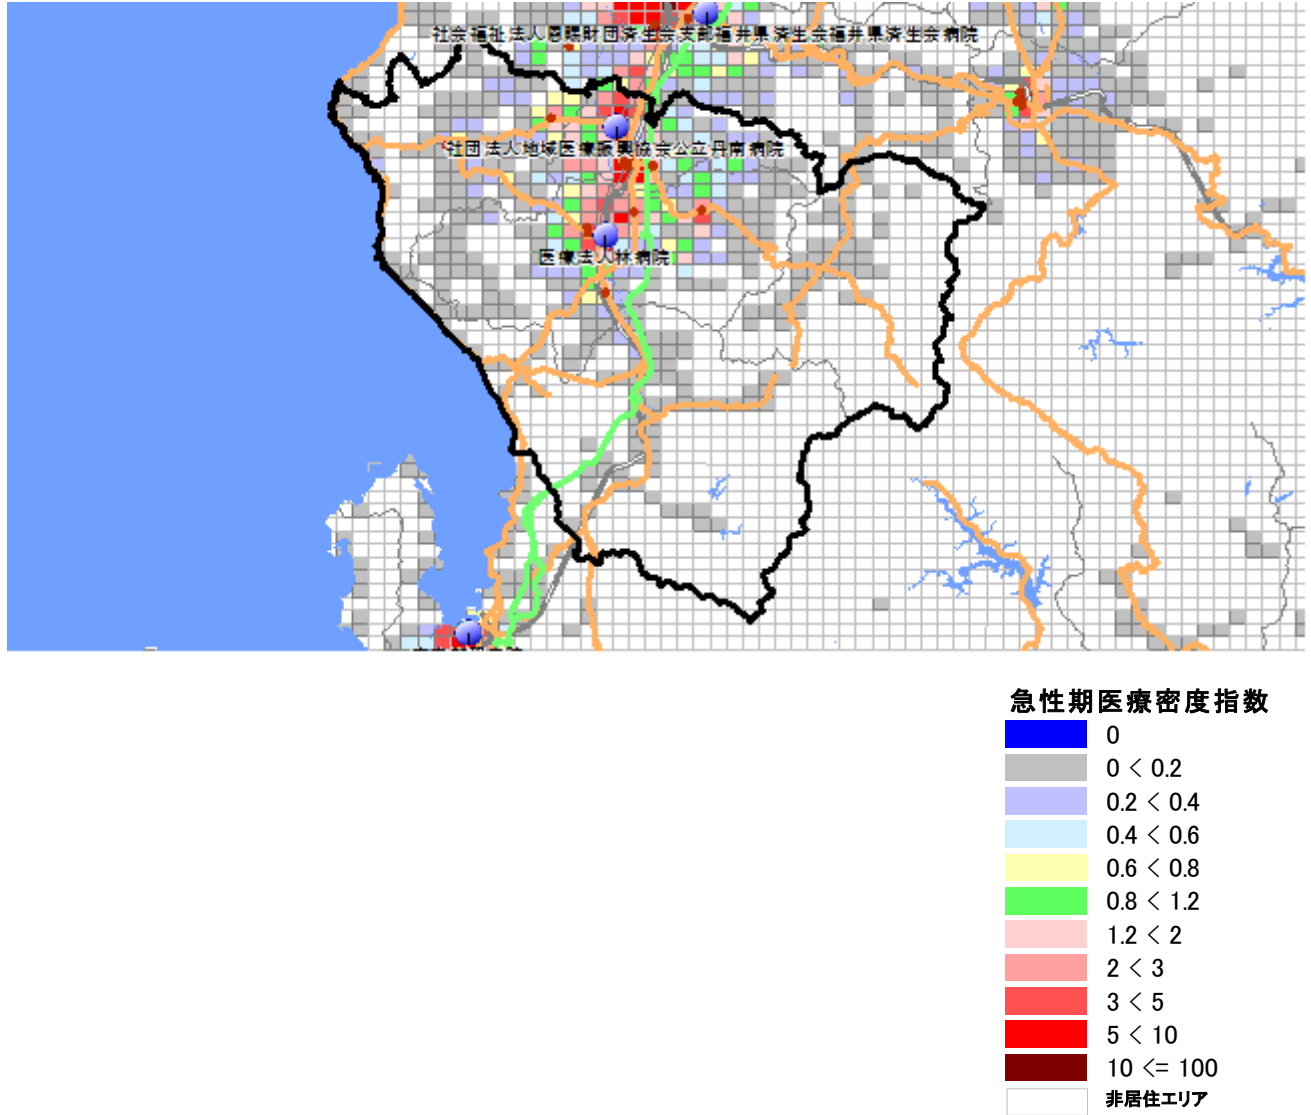 社会福祉法人恩賜財団済生会支部福井県済生会福井県済生会病院
社団法人地域医療振興協会公立丹南病院
医療法人林病院
急性期医療密度指数
0
0 < 0.2
0.2 < 0.4
0.4 < 0.6
0.6 < 0.8
0.8 < 1.2
1.2 < 2
2 < 3
3 < 5
5 < 10
10 <= 100
非居住エリア